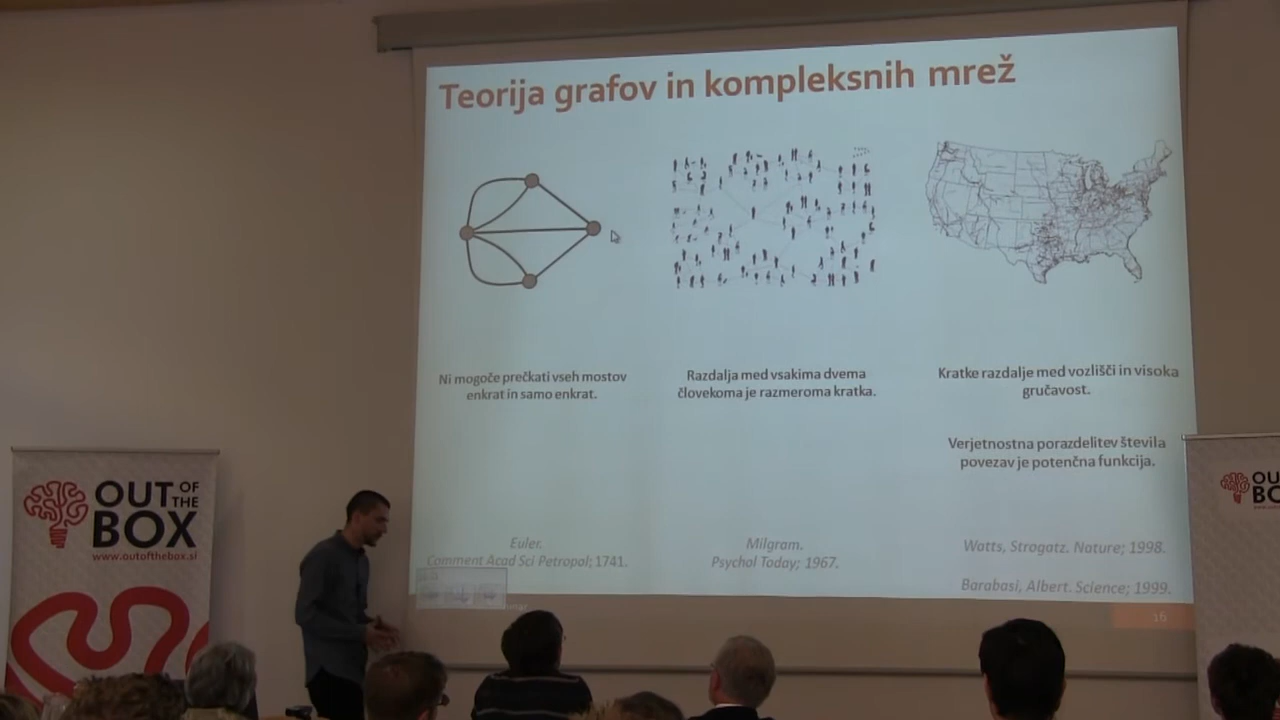 Teorija grafov in kompleksnih mrež
Ni mogoče prečkati vseh mostov
enkrat in samo enkrat.
Razdalja med vsakima dvema
človekoma je razmeroma kratka.
Kratke razdalje med vozlišči in visoka
gručavost.
Verjetnostna porazdelitev števila
povezav je potenčna funkcija.
Euler.
Comment Acad Sci Petropol; 1741.
Milgram.
Psychol Today; 1967.
Watts, Strogatz. Nature; 1998.
Barabasi, Albert. Science; 1999.
16
OUT OF
THE
BOX
www.outofthebox.si
OU
BO